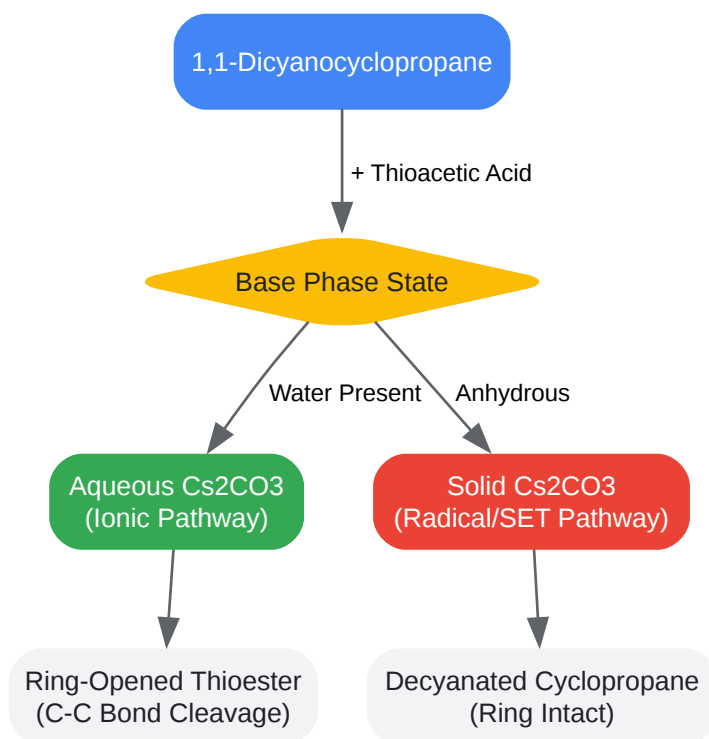 1,1-Dicyanocyclopropane
+ Thioacetic Acid
Base Phase State
Water Present
Anhydrous
Aqueous Cs2CO3
(Ionic Pathway)
Solid Cs2CO3
(Radical/SET Pathway)
Ring-Opened Thioester
(C-C Bond Cleavage)
Decyanated Cyclopropane
(Ring Intact)